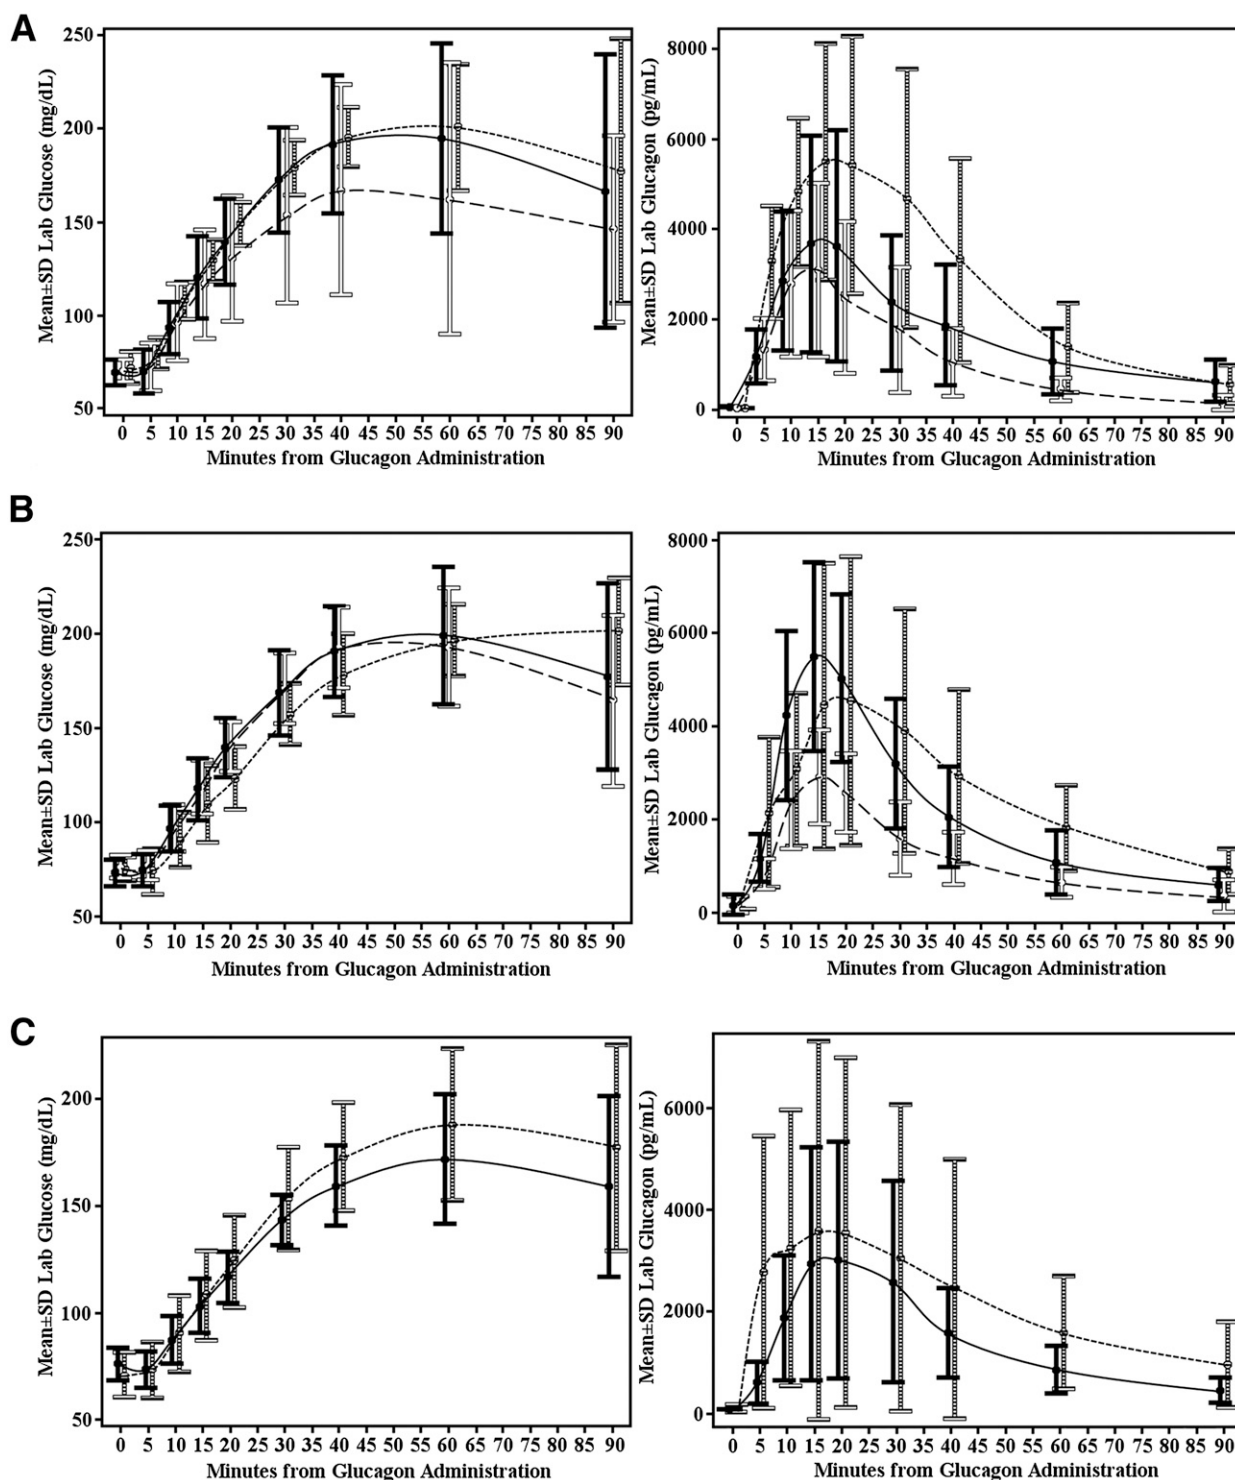 A
Mean±SD Lab Glucose (mg/dL)
250
200
150
100
50
0 5 10 15 20 25 30 35 40 45 50 55 60 65 70 75 80 85 90
Minutes from Glucagon Administration
Mean±SD Lab Glucagon (pg/mL)
8000
6000
4000
2000
0
0 5 10 15 20 25 30 35 40 45 50 55 60 65 70 75 80 85 90
Minutes from Glucagon Administration
B
Mean±SD Lab Glucose (mg/dL)
250
200
150
100
50
0 5 10 15 20 25 30 35 40 45 50 55 60 65 70 75 80 85 90
Minutes from Glucagon Administration
Mean±SD Lab Glucagon (pg/mL)
8000
6000
4000
2000
0
0 5 10 15 20 25 30 35 40 45 50 55 60 65 70 75 80 85 90
Minutes from Glucagon Administration
C
Mean±SD Lab Glucose (mg/dL)
200
150
100
50
0 5 10 15 20 25 30 35 40 45 50 55 60 65 70 75 80 85 90
Minutes from Glucagon Administration
Mean±SD Lab Glucagon (pg/mL)
6000
4000
2000
0
0 5 10 15 20 25 30 35 40 45 50 55 60 65 70 75 80 85 90
Minutes from Glucagon Administration